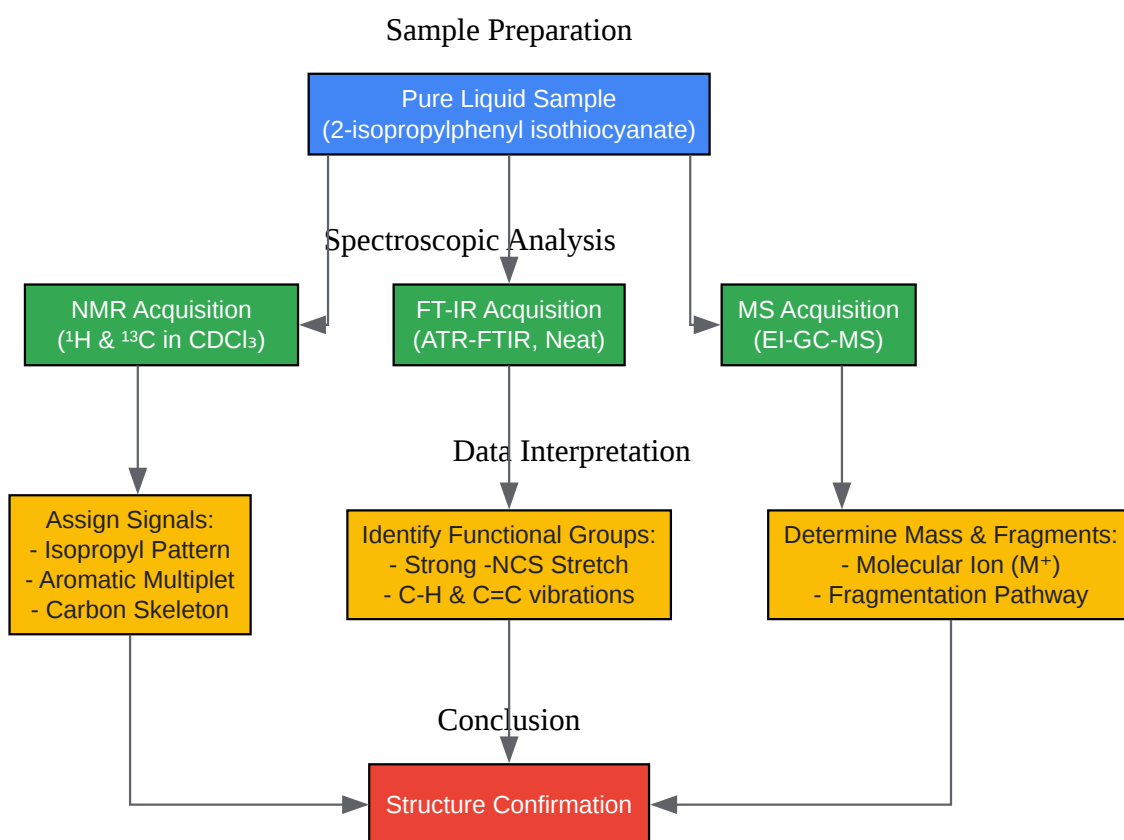 Sample Preparation
Pure Liquid Sample
(2-isopropylphenyl isothiocyanate)
Spectroscopic Analysis
NMR Acquisition
(¹H & ¹³C in CDCl₃)
FT-IR Acquisition
(ATR-FTIR, Neat)
MS Acquisition
(EI-GC-MS)
Data Interpretation
Assign Signals:
- Isopropyl Pattern
- Aromatic Multiplet
- Carbon Skeleton
Identify Functional Groups:
- Strong -NCS Stretch
- C-H & C=C vibrations
Determine Mass & Fragments:
- Molecular Ion (M⁺)
- Fragmentation Pathway
Conclusion
Structure Confirmation